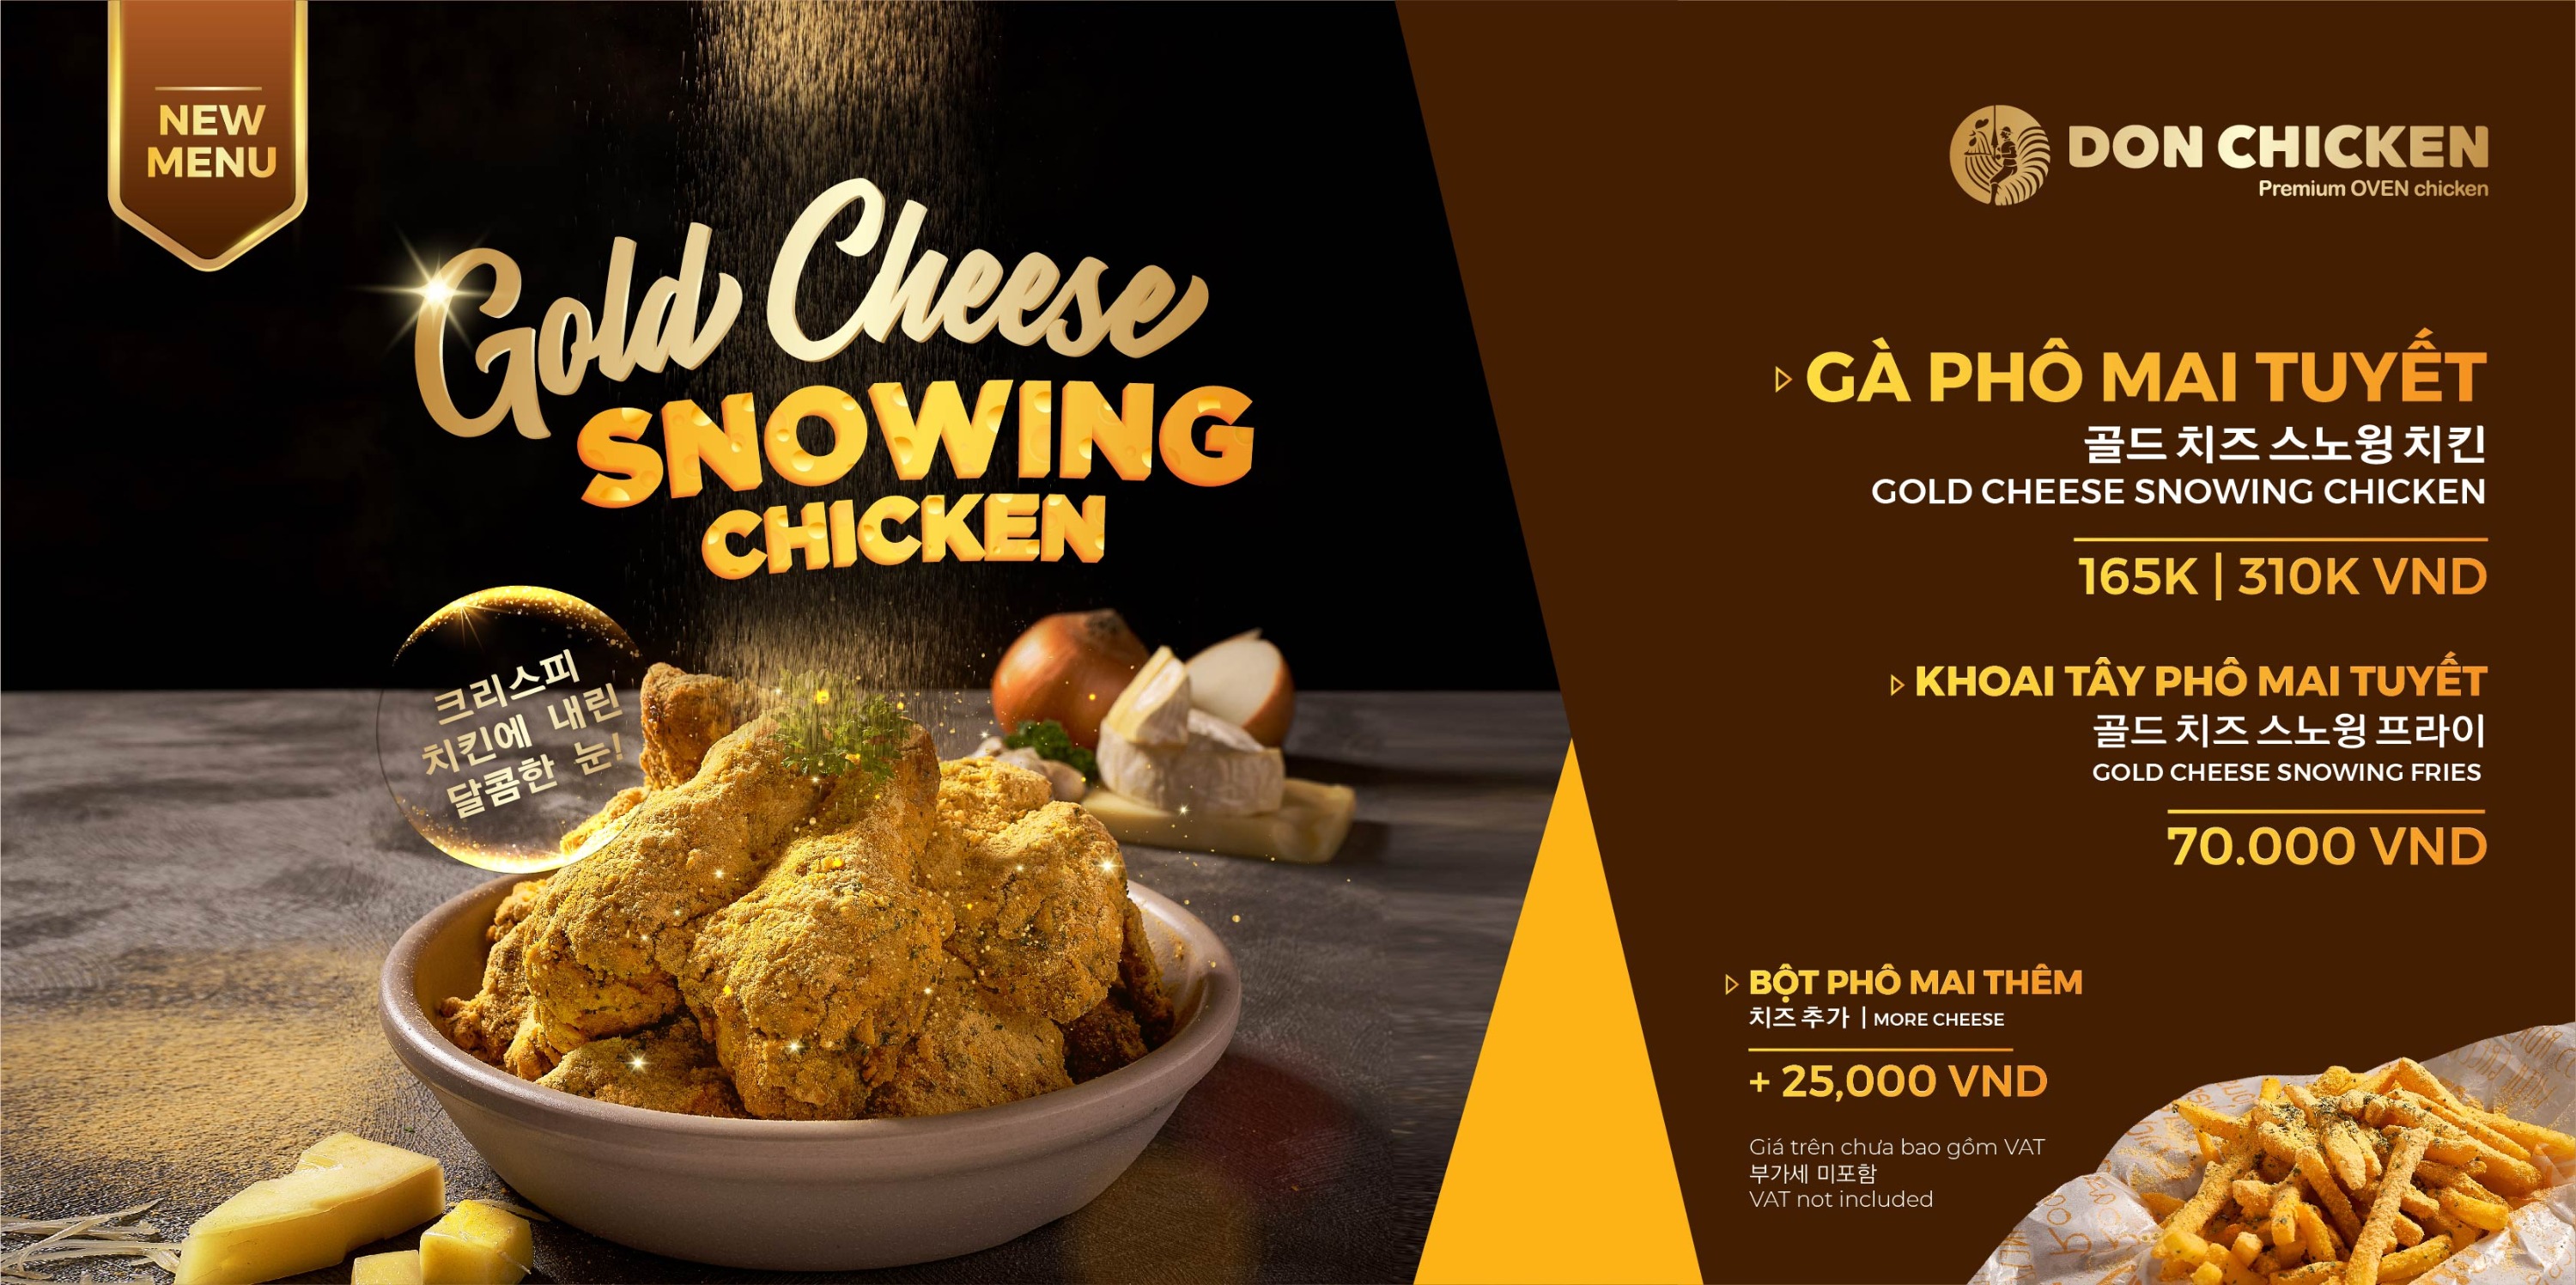 NEW
MENU
Gold Cheese
SNOWING
CHICKEN
크리스피
치킨에 내린
달콤한 눈!
DON CHICKEN
Premium OVEN chicken
GÀ PHÔ MAI TUYẾT
골드 치즈 스노윙 치킨
GOLD CHEESE SNOWING CHICKEN
165K | 310K VND
KHOAI TÂY PHÔ MAI TUYẾT
골드 치즈 스노윙 프라이
GOLD CHEESE SNOWING FRIES
70.000 VND
BỘT PHÔ MAI THÊM
치즈 추가 | MORE CHEESE
+ 25,000 VND
Giá trên chưa bao gồm VAT
부가세 미포함
VAT not included